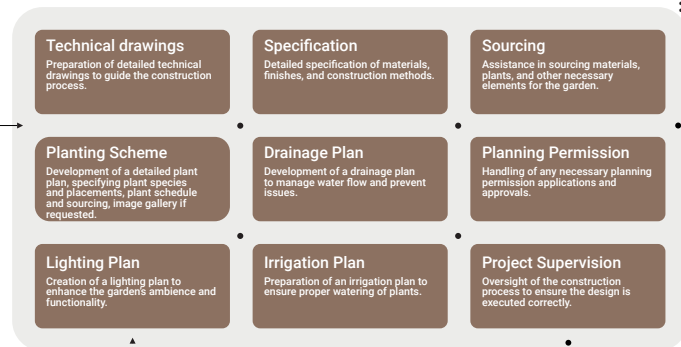 Technical drawings
Preparation of detailed technical
drawings to guide the construction
process.
Specification
Detailed specification of materials,
finishes, and construction methods.
Sourcing
Assistance in sourcing materials,
plants, and other necessary
elements for the garden.
Planting Scheme
Development of a detailed plant
plan, specifying plant species
and placements, plant schedule
and sourcing, image gallery if
requested.
Drainage Plan
Development of a drainage plan
to manage water flow and prevent
issues.
Planning Permission
Handling of any necessary planning
permission applications and
approvals.
Lighting Plan
Creation of a lighting plan to
enhance the garden's ambience and
functionality.
Irrigation Plan
Preparation of an irrigation plan to
ensure proper watering of plants.
Project Supervision
Oversight of the construction
process to ensure the design is
executed correctly.